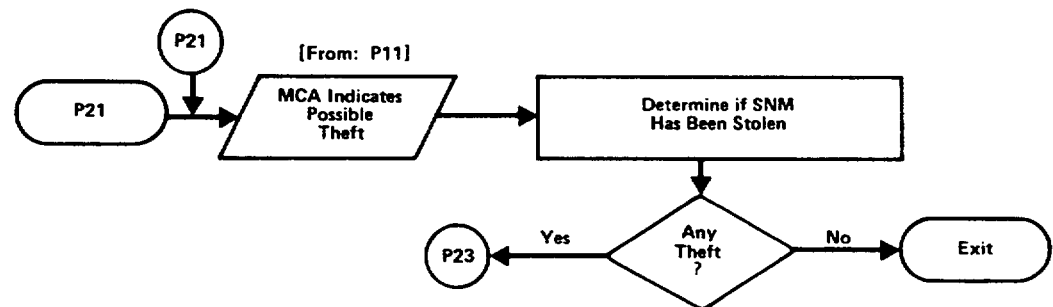 P21
[From: P11]
P21
MCA Indicates
Possible
Theft
Determine if SNM
Has Been Stolen
Any
Theft
?
Yes
P23
No
Exit